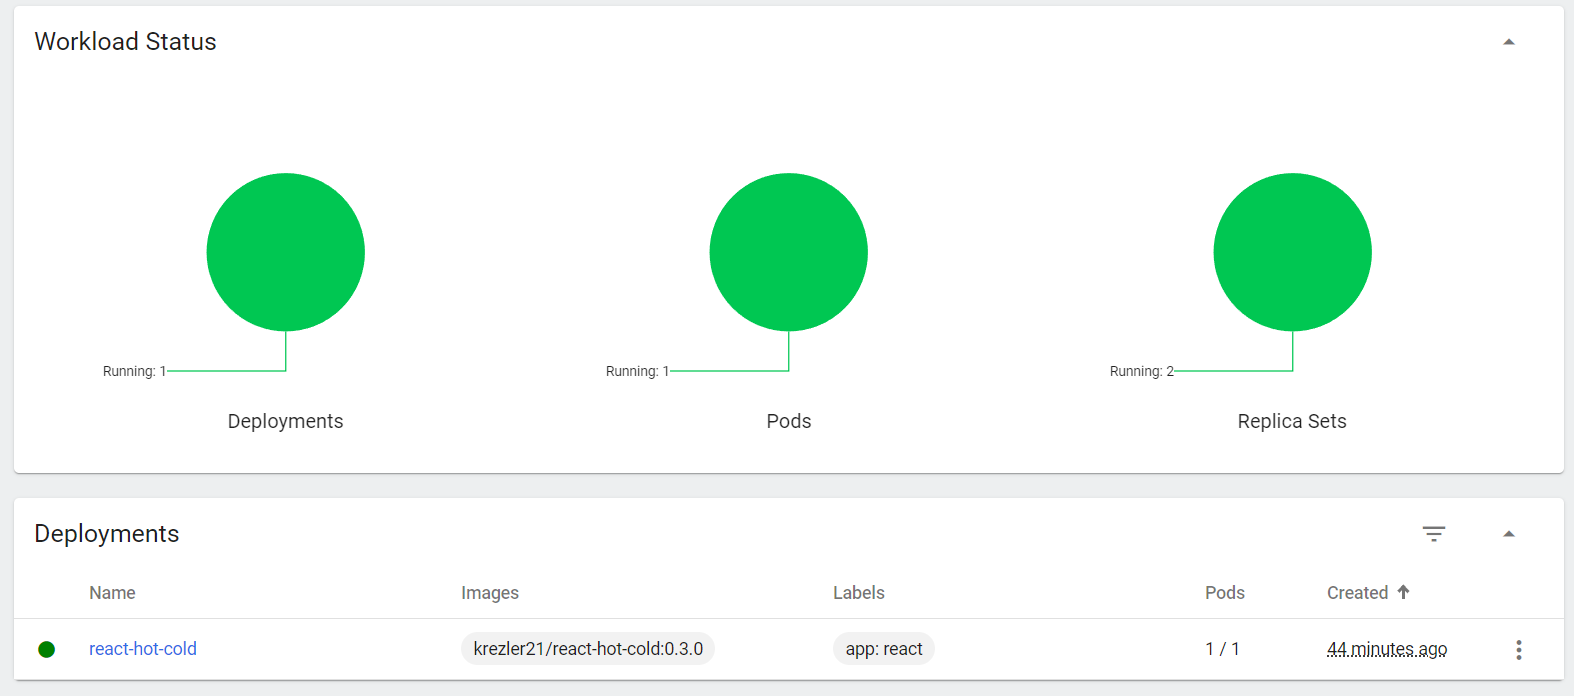 Workload Status
Running: 1
Running: 1
Running: 2
Deployments
Pods
Replica Sets
Deployments
Name Images Labels Pods Created
react-hot-cold krezler21/react-hot-cold:0.3.0 app: react 1 / 1 44 minutes ago